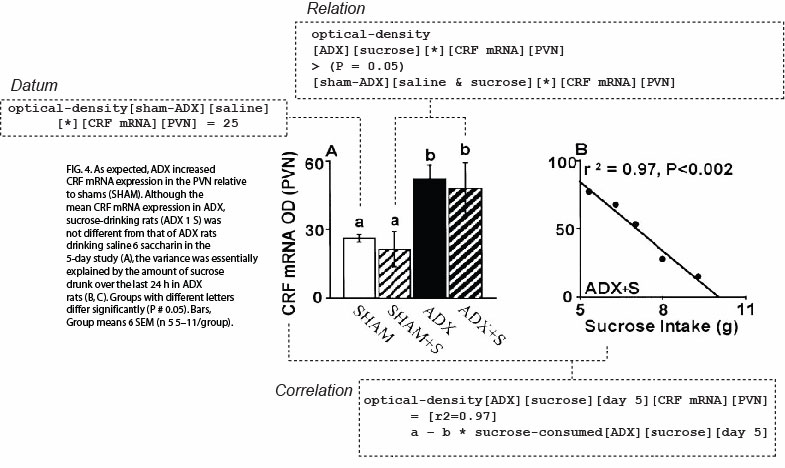 Relation
optical-density
[ADX][sucrose][*][CRF mRNA][PVN]
> (P = 0.05)
[sham-ADX][saline & sucrose][*][CRF mRNA][PVN]
Datum
optical-density[sham-ADX][saline]
[*][CRF mRNA][PVN] = 25
FIG. 4. As expected, ADX increased
CRF mRNA expression in the PVN relative
to shams (SHAM). Although the
mean CRF mRNA expression in ADX,
sucrose-drinking rats (ADX 1 S) was
not different from that of ADX rats
drinking saline 6 saccharin in the
5-day study (A), the variance was essentially
explained by the amount of sucrose
drunk over the last 24 h in ADX
rats (B, C). Groups with different letters
differ significantly (P # 0.05). Bars,
Group means 6 SEM (n 5 5–11/group).
A
CRF mRNA OD (PVN)
60
30
0
a
a
b
b
SHAM
SHAM+S
ADX
ADX+S
B
r ² = 0.97, P<0.002
100
50
0
ADX+S
5
8
11
Sucrose Intake (g)
Correlation
optical-density[ADX][sucrose][day 5][CRF mRNA][PVN]
= [r2=0.97]
a - b * sucrose-consumed[ADX][sucrose][day 5]